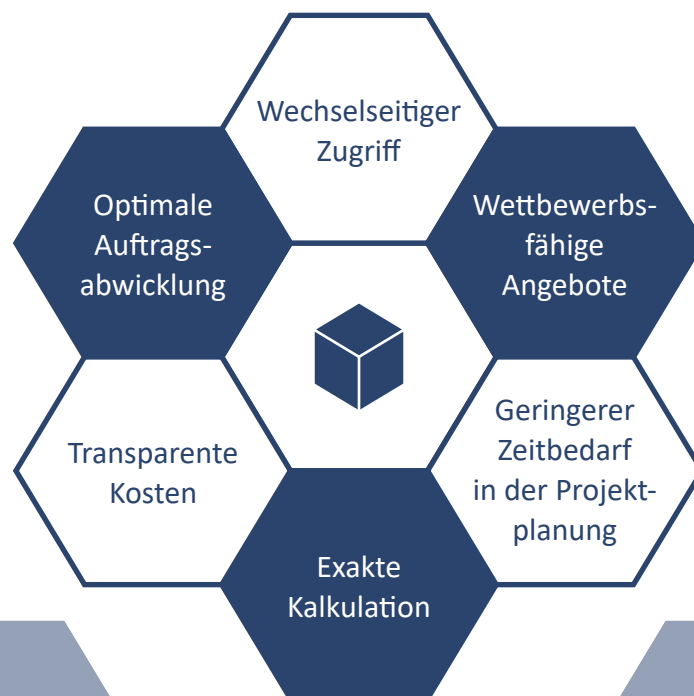 Wechselseitiger
Zugriff
Optimale
Auftrags-
abwicklung
Wettbewerbs-
fähige
Angebote
Transparente
Kosten
Geringerer
Zeitbedarf
in der Projekt-
planung
Exakte
Kalkulation